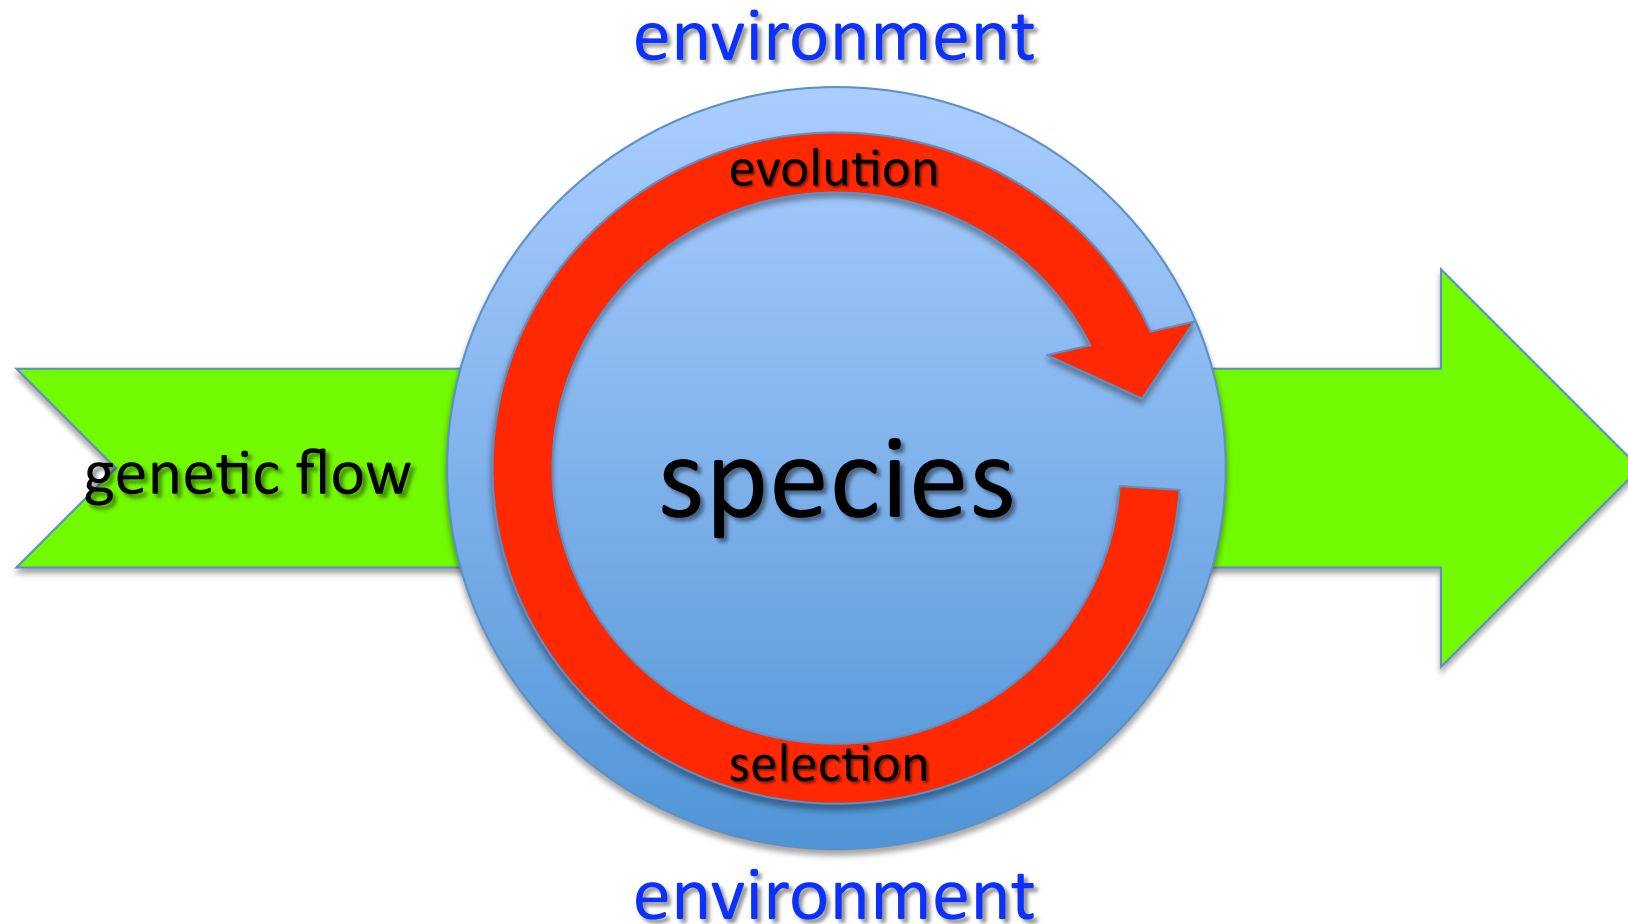 environment
evolution
genetic flow
species
selection
environment